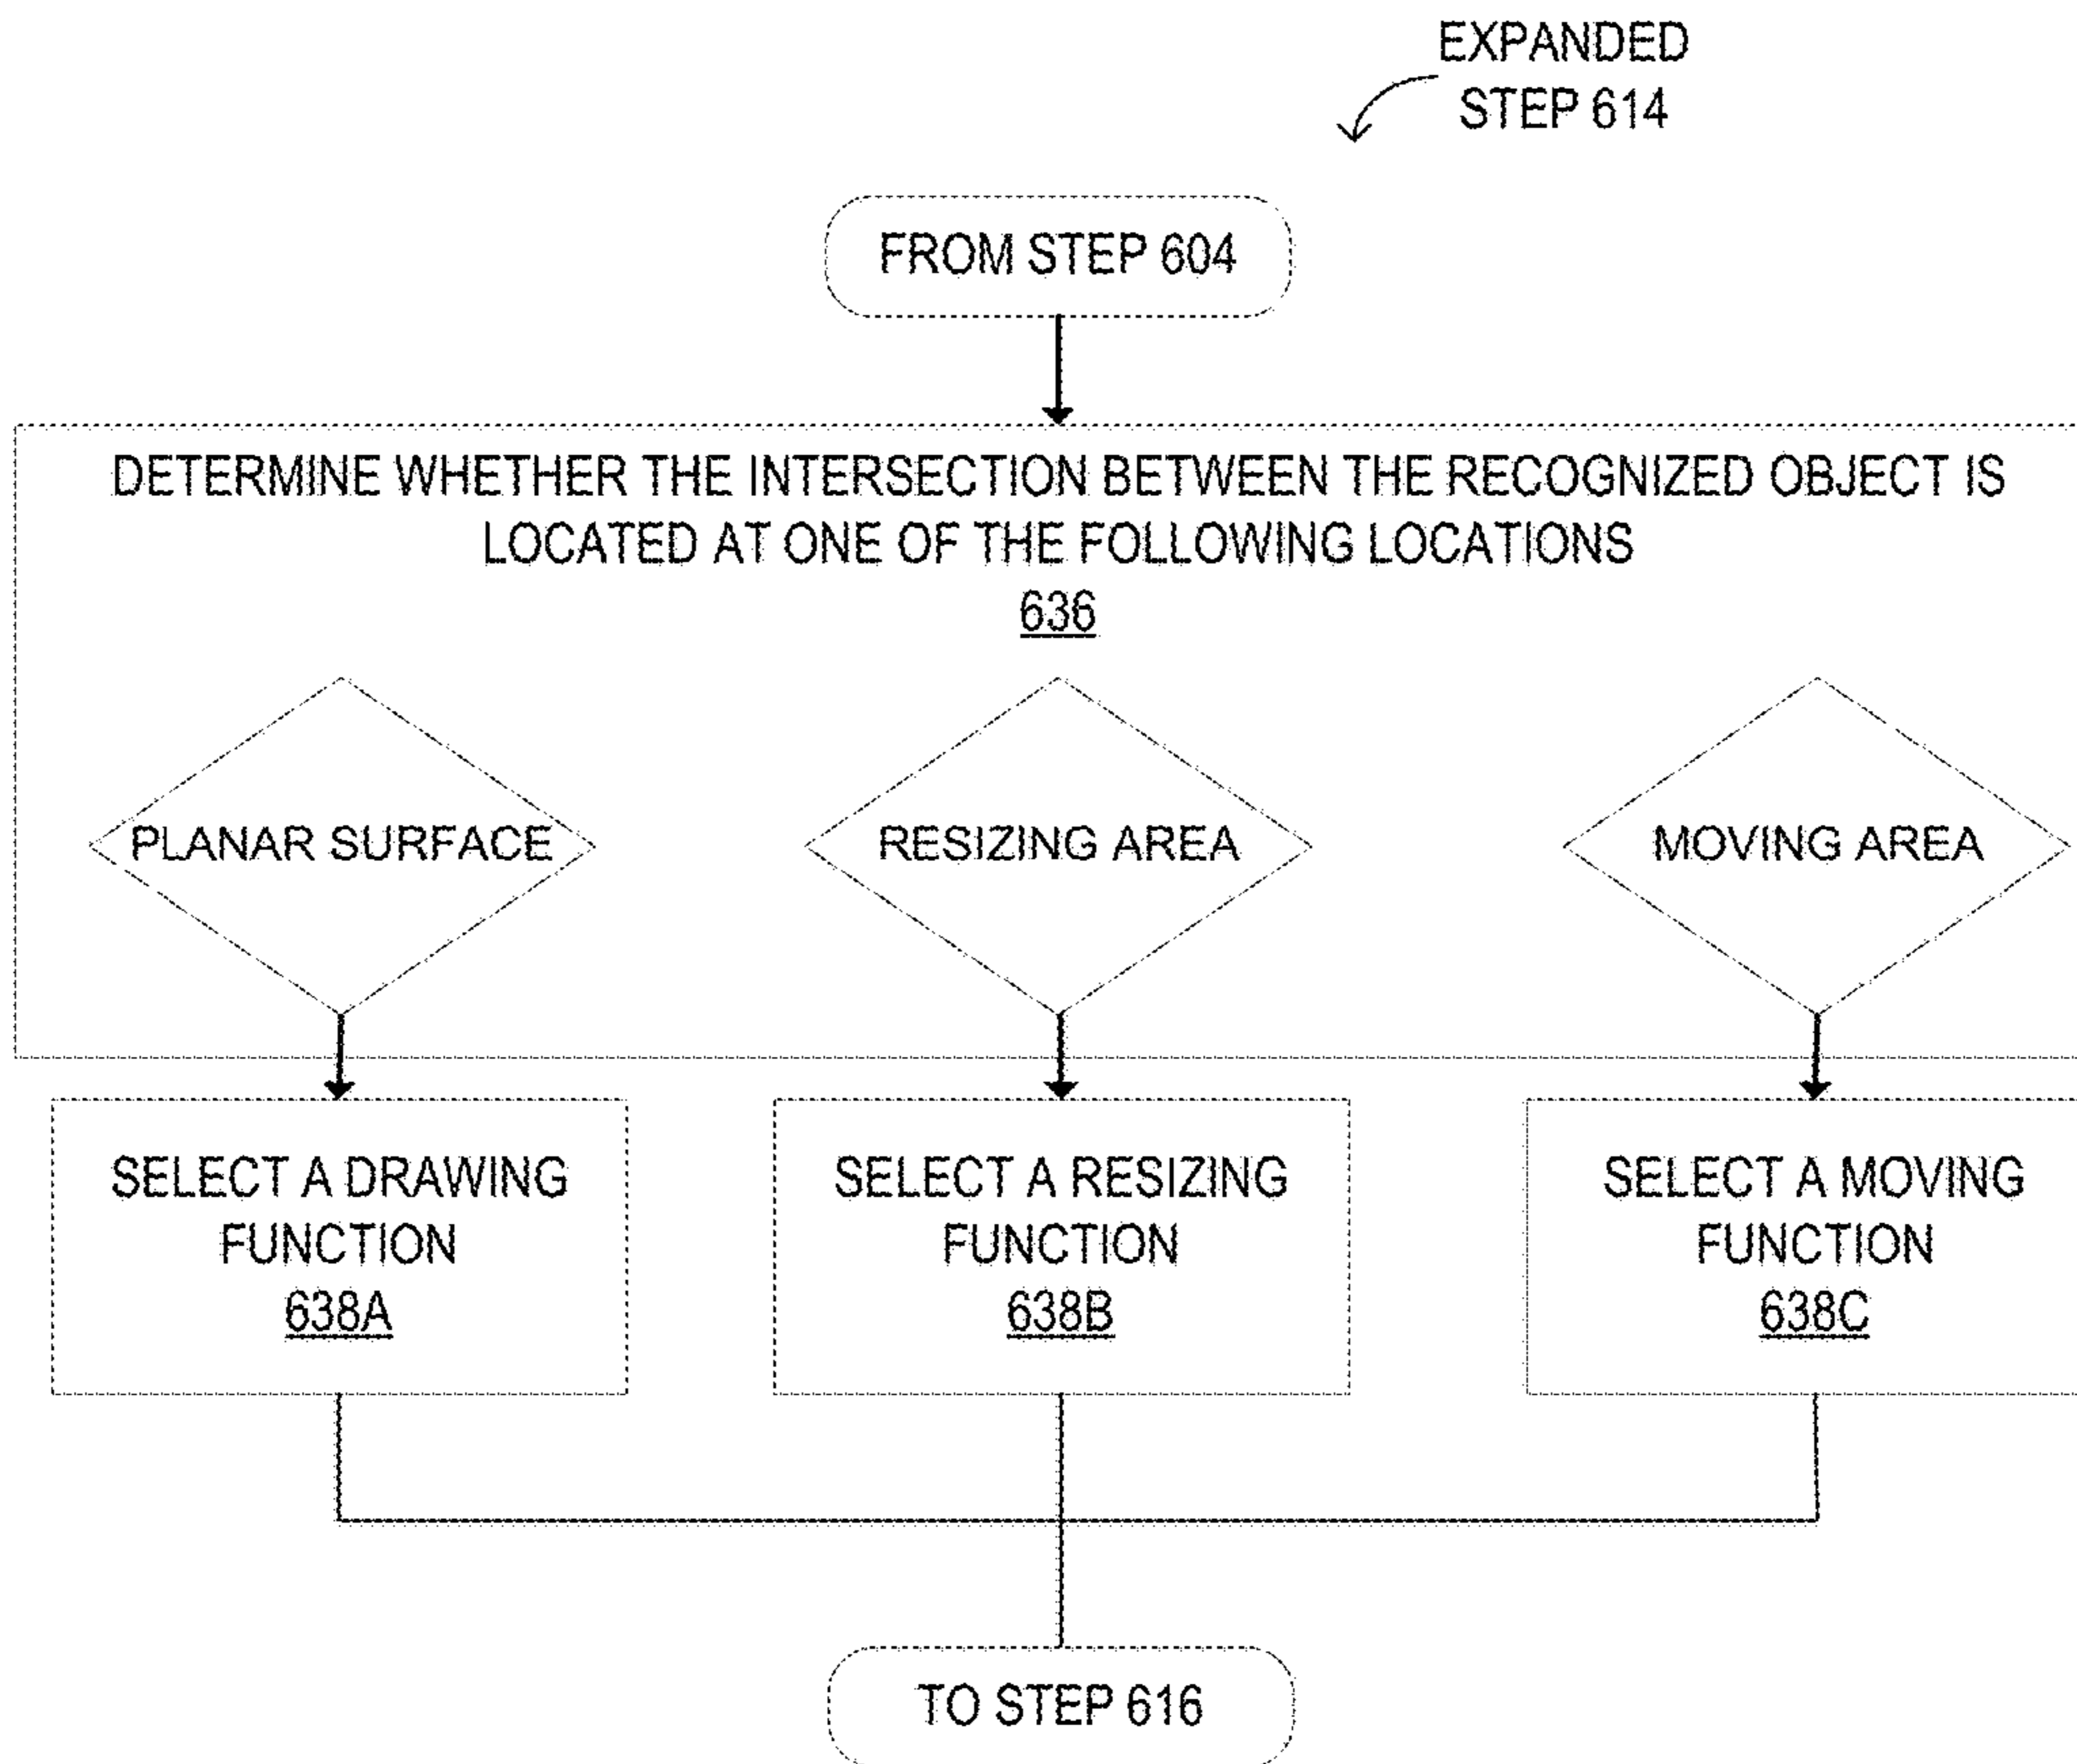 EXPANDED
STEP 614
FROM STEP 604
DETERMINE WHETHER THE INTERSECTION BETWEEN THE RECOGNIZED OBJECT IS
LOCATED AT ONE OF THE FOLLOWING LOCATIONS
636
PLANAR SURFACE
RESIZING AREA
MOVING AREA
SELECT A DRAWING
FUNCTION
638A
SELECT A RESIZING
FUNCTION
638B
SELECT A MOVING
FUNCTION
638C
TO STEP 616